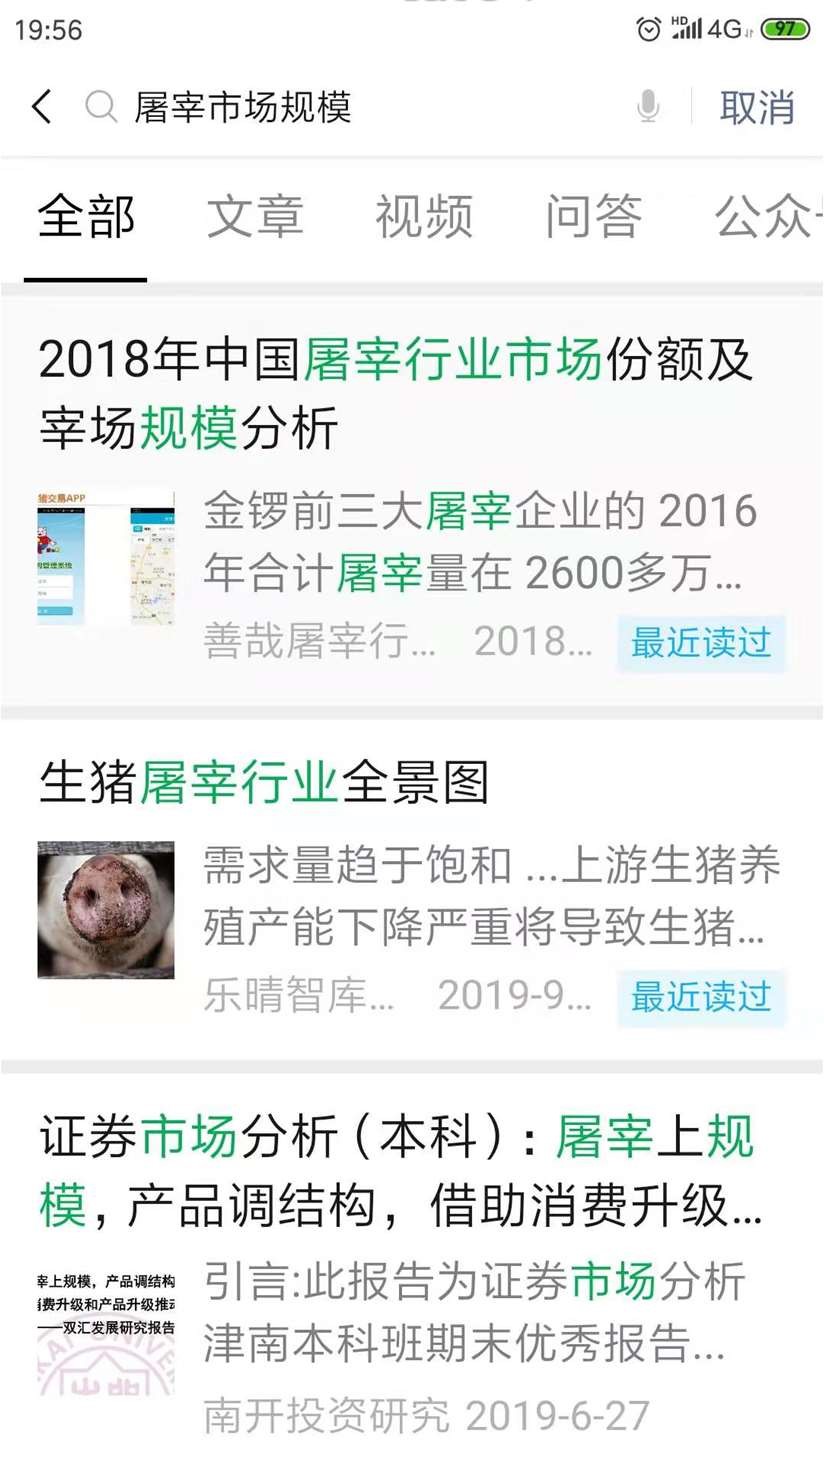 19:56
HD 4G 97
屠宰市场规模
取消
全部 文章 视频 问答 公众
2018年中国屠宰行业市场份额及
宰场规模分析
猪交易APP
管理系统
金锣前三大屠宰企业的 2016
年合计屠宰量在 2600多万...
善哉屠宰行... 2018... 最近读过
生猪屠宰行业全景图
需求量趋于饱和 ...上游生猪养
殖产能下降严重将导致生猪...
乐晴智库... 2019-9... 最近读过
证券市场分析（本科）：屠宰上规
模，产品调结构，借助消费升级...
宰上规模，产品调结构
费升级和产品升级推
——双汇发展研究报告
引言:此报告为证券市场分析
津南本科班期末优秀报告...
南开投资研究 2019-6-27